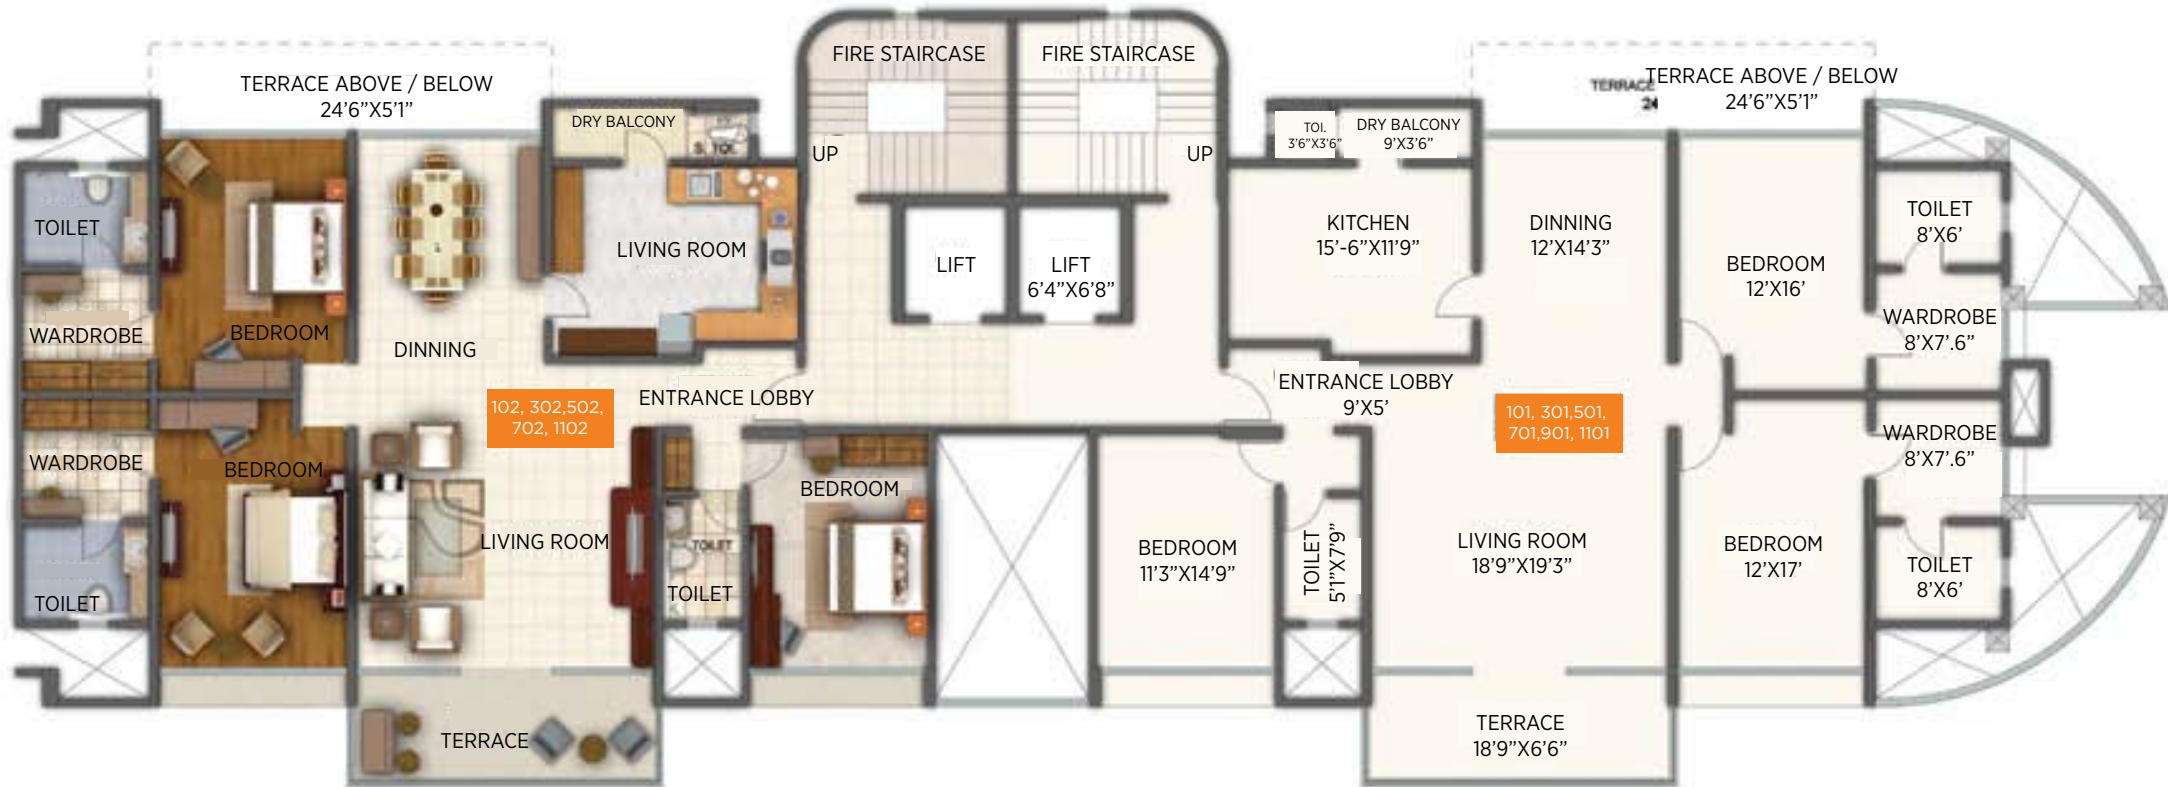 FIRE STAIRCASE
FIRE STAIRCASE
TERRACE ABOVE / BELOW
24'6"X5'1"
TERRACE
24
TERRACE ABOVE / BELOW
24'6"X5'1"
DRY BALCONY
S. TOI.
UP
UP
TOI.
3'6"X3'6"
DRY BALCONY
9'X3'6"
TOILET
LIVING ROOM
LIFT
LIFT
6'4"X6'8"
KITCHEN
15'-6"X11'9"
DINNING
12'X14'3"
BEDROOM
12'X16'
TOILET
8'X6'
WARDROBE
BEDROOM
DINNING
WARDROBE
8'X7'.6"
102, 302,502,
702, 1102
ENTRANCE LOBBY
ENTRANCE LOBBY
9'X5'
101, 301,501,
701,901, 1101
WARDROBE
8'X7'.6"
WARDROBE
BEDROOM
BEDROOM
LIVING ROOM
TOILET
TOILET
TOILET
BEDROOM
11'3"X14'9"
TOILET
5'1"X7'9"
LIVING ROOM
18'9"X19'3"
BEDROOM
12'X17'
TOILET
8'X6'
TERRACE
TERRACE
18'9"X6'6"